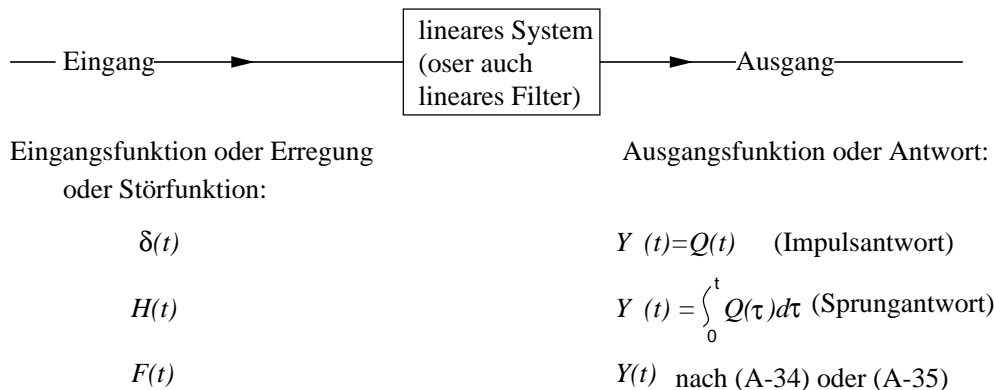 Eingang
lineares System
(oser auch
lineares Filter)
Ausgang
Eingangsfunktion oder Erregung
oder Störfunktion:
Ausgangsfunktion oder Antwort:
δ(t)
Y (t)=Q(t) (Impulsantwort)
H(t)
Y (t) = ∫₀ᵗ Q(τ)dτ (Sprungantwort)
F(t)
Y(t) nach (A-34) oder (A-35)